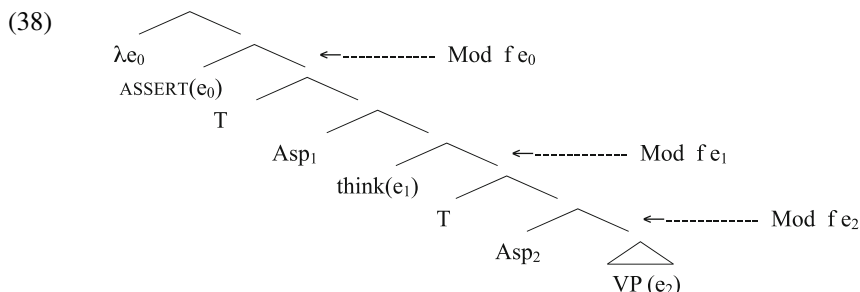 (38)
λe₀ Mod f e₀
ASSERT(e₀)
T
Asp₁ Mod f e₁
think(e₁)
T Mod f e₂
Asp₂
VP (e₂)